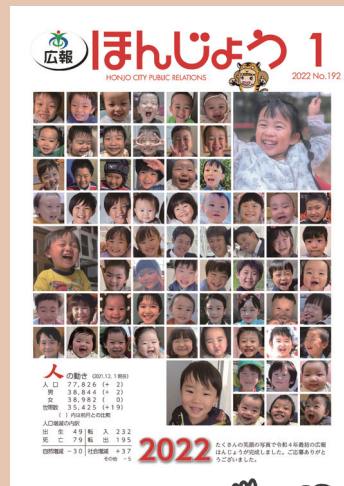 広報
ほんじょう 1
HONJO CITY PUBLIC RELATIONS
2022 No.192
人の動き (2021.12.1現在)
人 口 77,826 (+ 2)
男 38,844 (+ 2)
女 38,982 ( 0)
世帯数 35,425 (+19)
( ) 内は前月との比較
人口増減の内訳
出 生 49 転 入 232
死 亡 79 転 出 195
自然増減 -30 社会増減 +37
その他 -5
2022
たくさんの笑顔の写真で令和4年最初の広報
ほんじょうが完成しました。ご応募ありがと
うございました。